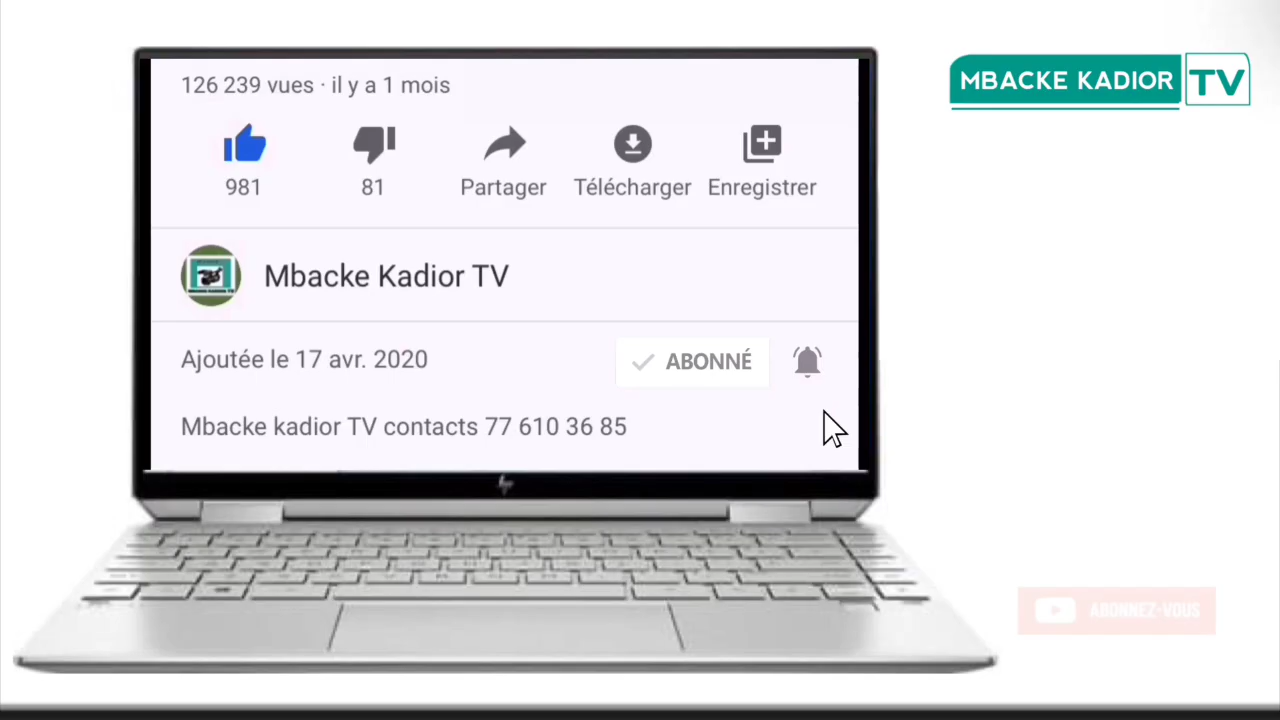 126 239 vues · il y a 1 mois
981
81
Partager
Télécharger
Enregistrer
Mbacke Kadior TV
Ajoutée le 17 avr. 2020
ABONNÉ
Mbacke kadior TV contacts 77 610 36 85
MBACKE KADIOR TV
ABONNEZ-VOUS